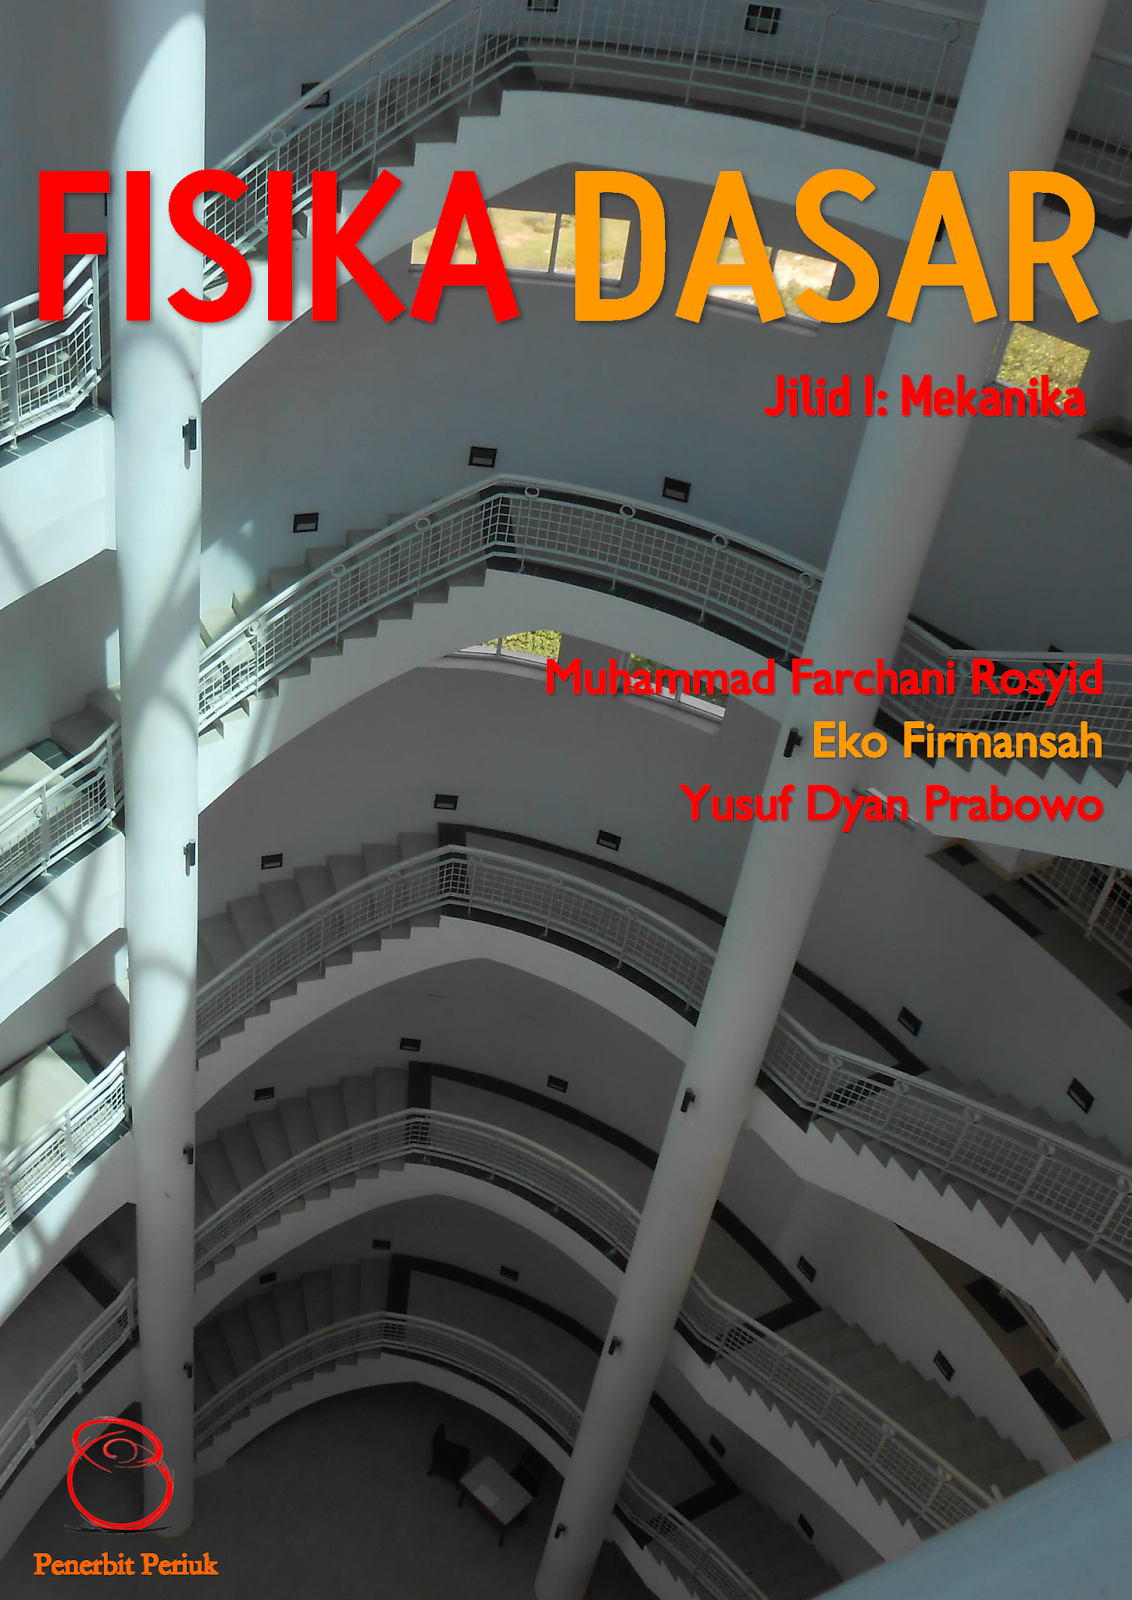 FISIKA DASAR
Jilid I: Mekanika
Muhammad Farchani Rosyid
Eko Firmansah
Yusuf Dyan Prabowo
Penerbit Periuk